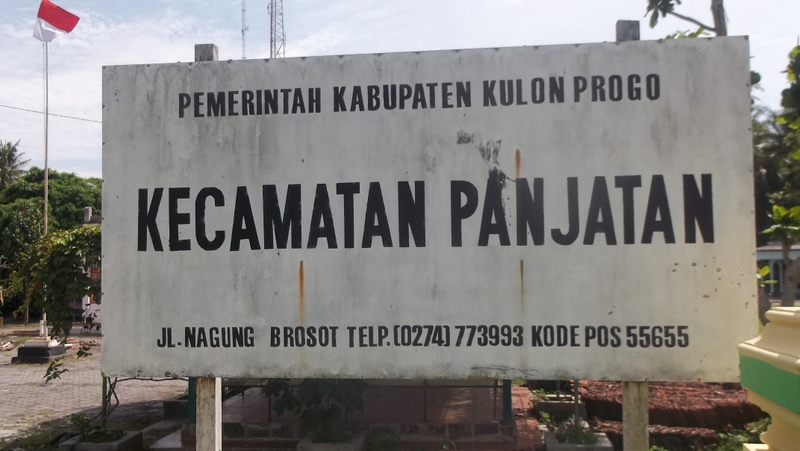 PEMERINTAH KABUPATEN KULON PROGO
KECAMATAN PANJATAN
JL. NAGUNG BROSOT TELP. (0274) 773993 KODE POS 55655